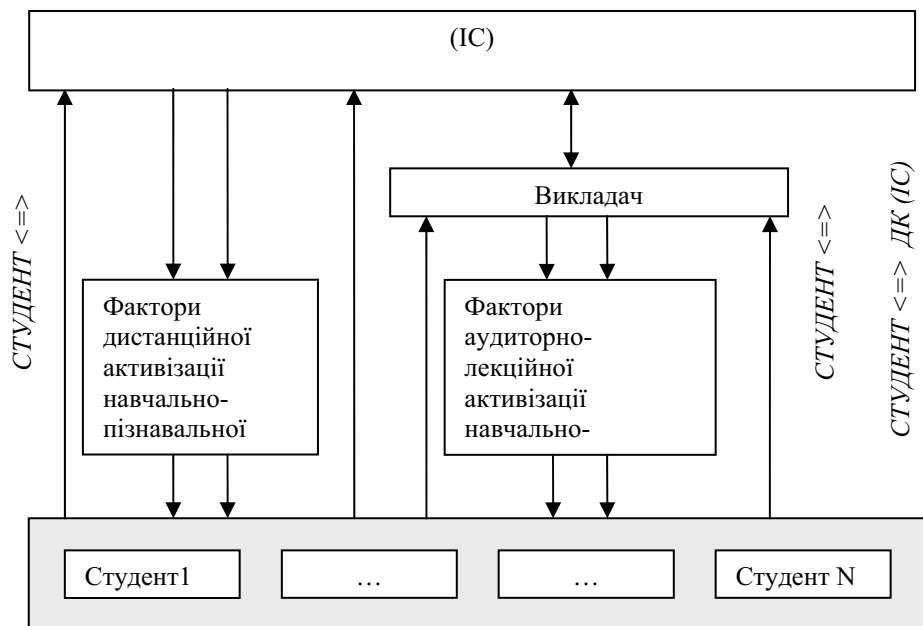 (ІС)
Викладач
СТУДЕНТ <=>
СТУДЕНТ <=>
СТУДЕНТ <=> ДК (ІС)
Фактори
дистанційної
активізації
навчально-
пізнавальної
Фактори
аудиторно-
лекційної
активізації
навчально-
Студент1
…
…
Студент N